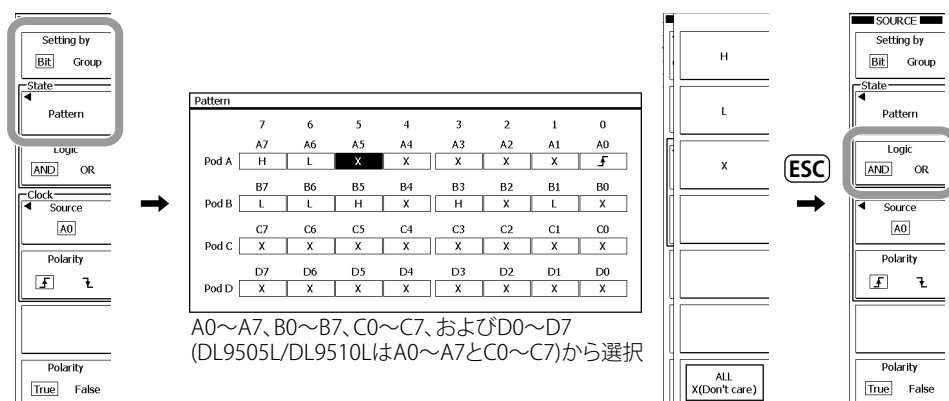 Setting by
Bit Group
State
Pattern
Logic
AND OR
Clock
Source
A0
Polarity
Polarity
True False
Pattern
7 6 5 4 3 2 1 0
A7 A6 A5 A4 A3 A2 A1 A0
Pod A H L X X X X X
B7 B6 B5 B4 B3 B2 B1 B0
Pod B L L H X H X L X
C7 C6 C5 C4 C3 C2 C1 C0
Pod C X X X X X X X X
D7 D6 D5 D4 D3 D2 D1 D0
Pod D X X X X X X X X
A0～A7、B0～B7、C0～C7、およびD0～D7
(DL9505L/DL9510LはA0～A7とC0～C7)から選択
H
L
X
ALL
X(Don't care)
ESC
SOURCE
Setting by
Bit Group
State
Pattern
Logic
AND OR
Source
A0
Polarity
Polarity
True False